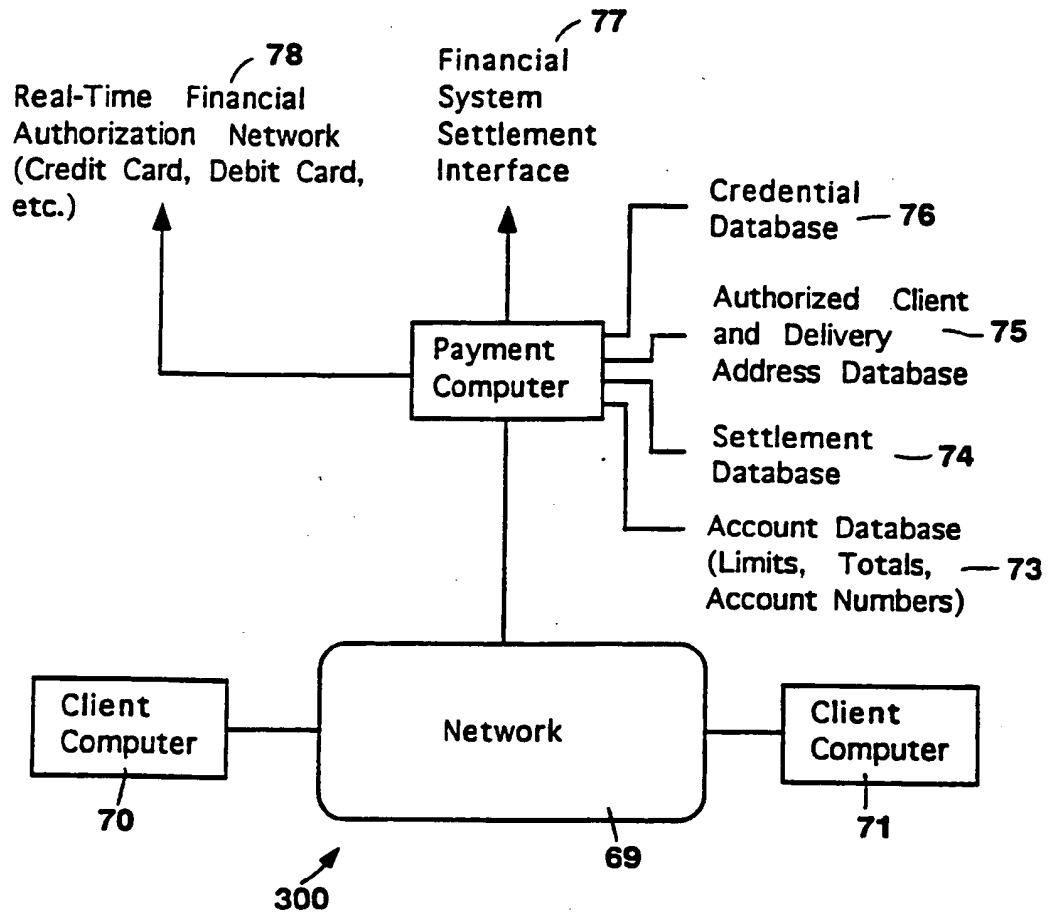 77
78
Financial
System
Settlement
Interface
Real-Time Financial
Authorization Network
(Credit Card, Debit Card,
etc.)
Credential
Database
76
Authorized Client
and Delivery
Address Database
75
Payment
Computer
Settlement
Database
74
Account Database
(Limits, Totals,
Account Numbers)
73
Client
Computer
70
Network
69
Client
Computer
71
300